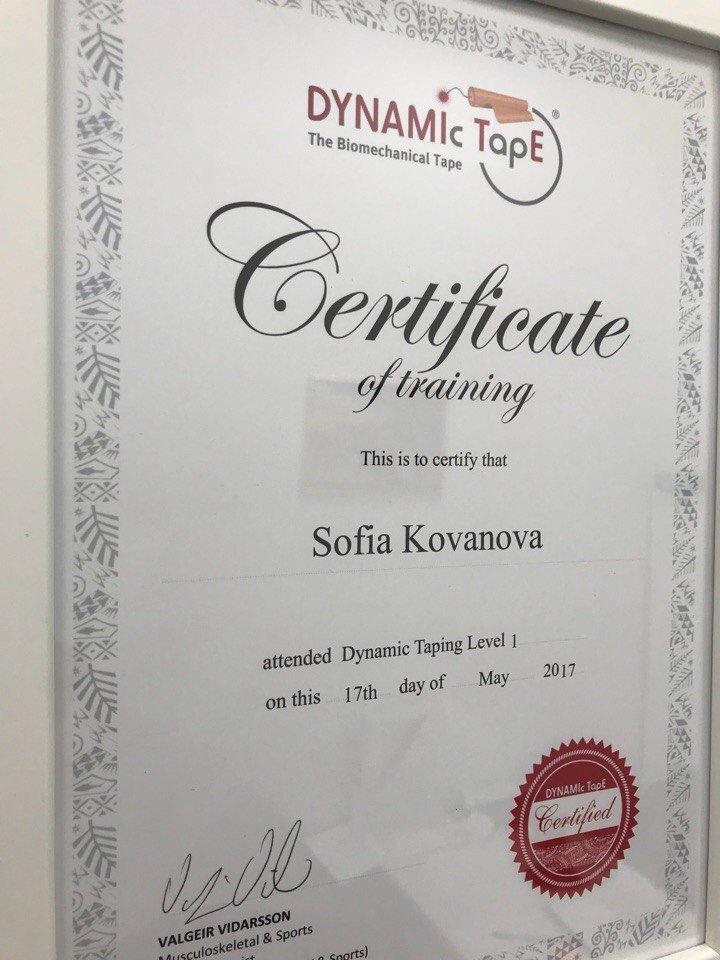 DYNAMIc TapE ®
The Biomechanical Tape
Certificate
of training
This is to certify that
Sofia Kovanova
attended Dynamic Taping Level 1
on this 17th day of May 2017
DYNAMIc TapE
Certified
VALGEIR VIDARSSON
Musculoskeletal & Sports
& Sports)